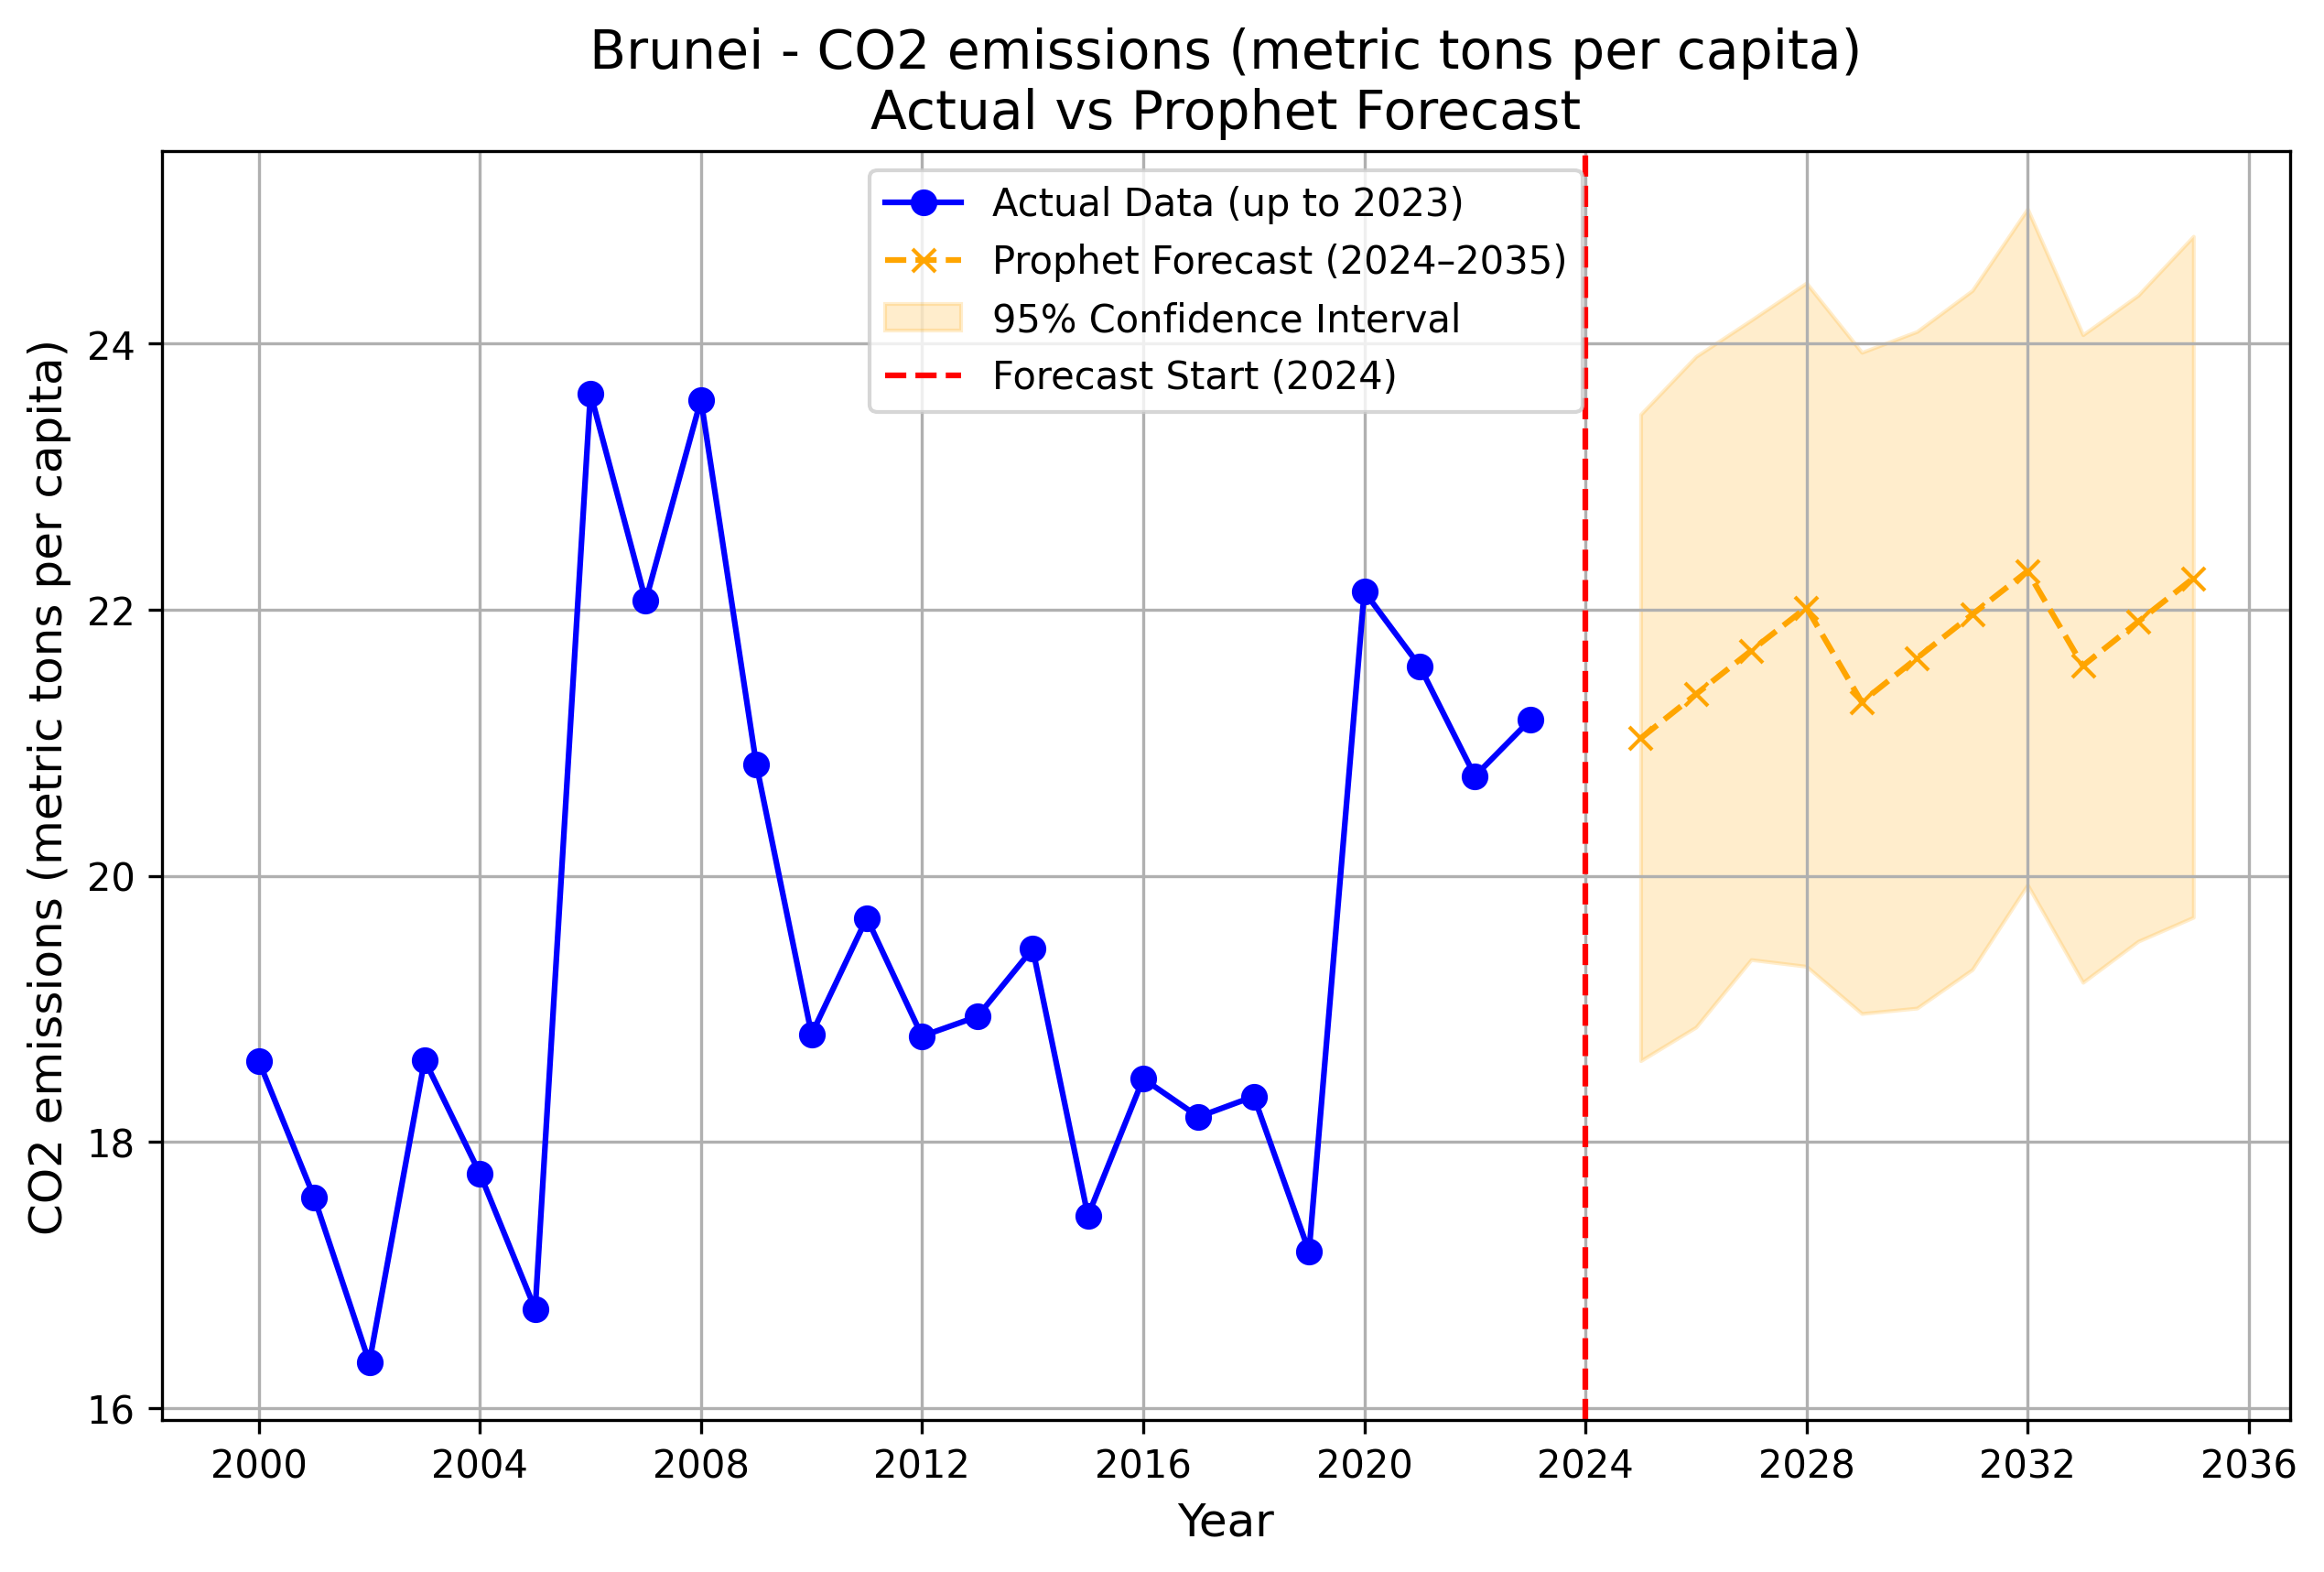 Brunei - CO2 emissions (metric tons per capita)
Actual vs Prophet Forecast
Actual Data (up to 2023)
Prophet Forecast (2024–2035)
95% Confidence Interval
Forecast Start (2024)
CO2 emissions (metric tons per capita)
24
22
20
18
16
2000 2004 2008 2012 2016 2020 2024 2028 2032 2036
Year